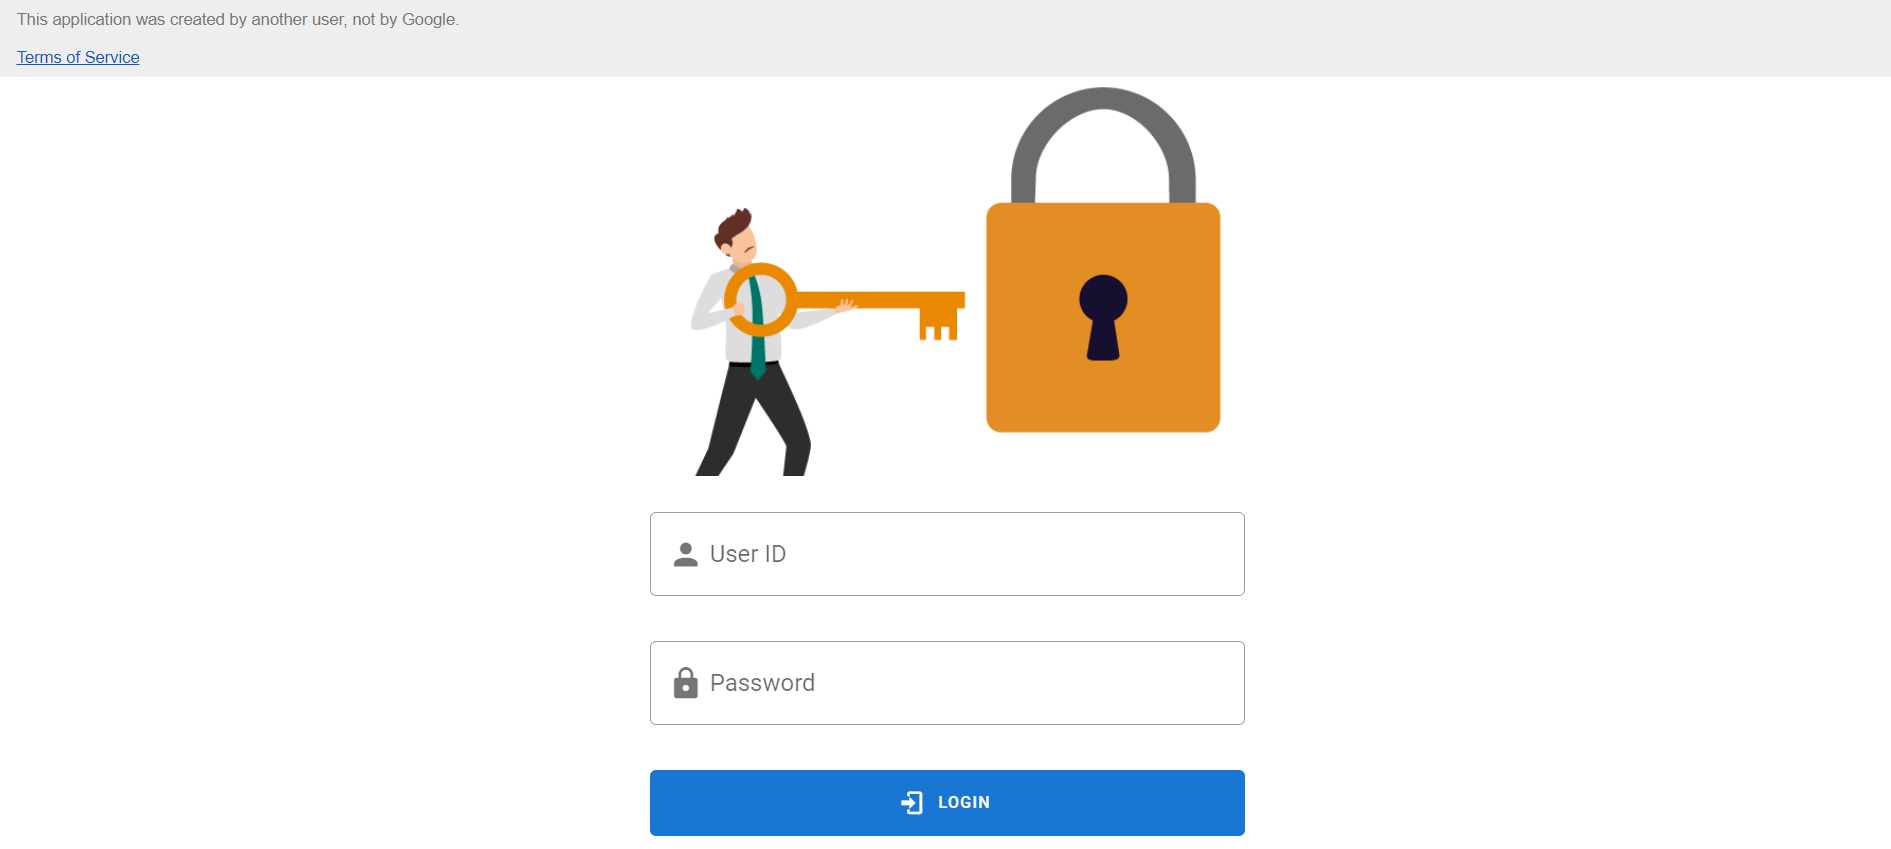 This application was created by another user, not by Google.
Terms of Service
User ID
Password
LOGIN